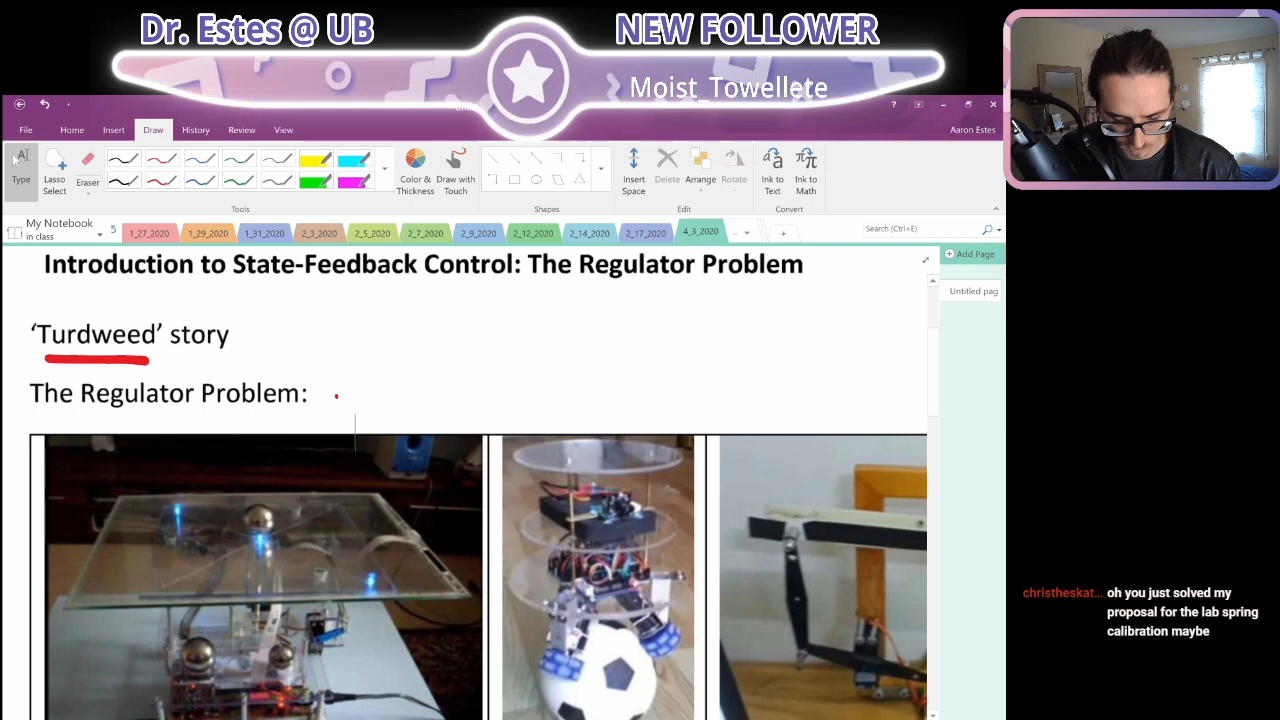 Dr. Estes @ UB
NEW FOLLOWER
Moist_Towellete
File Home Insert Draw History Review View
Aaron Estes
Type
Lasso Select
Eraser
Color & Thickness
Draw with Touch
Insert Space
Delete
Arrange
Rotate
Ink to Text
Ink to Math
Tools
Shapes
Edit
Convert
My Notebook
in class
5
1_27_2020 1_29_2020 1_31_2020 2_3_2020 2_5_2020 2_7_2020 2_9_2020 2_12_2020 2_14_2020 2_17_2020 4_3_2020
Search (Ctrl+E)
Add Page
Untitled pag
Introduction to State-Feedback Control: The Regulator Problem
‘Turdweed’ story
The Regulator Problem:
christheskat... oh you just solved my
proposal for the lab spring
calibration maybe